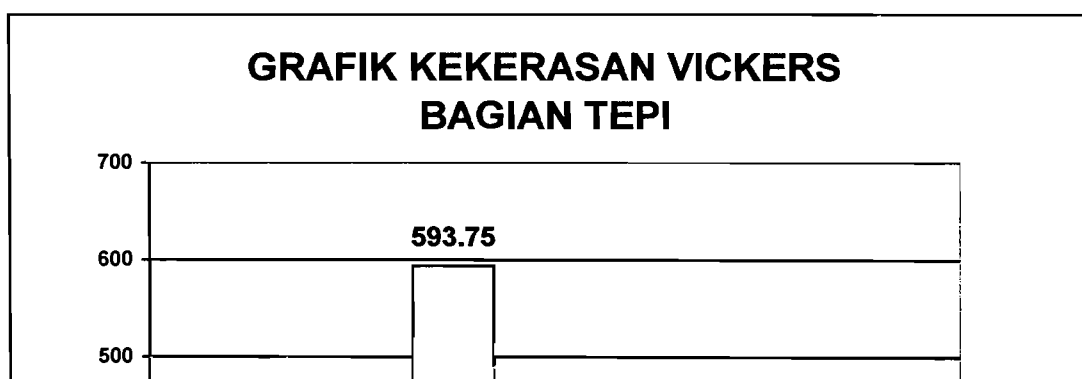 GRAFIK KEKERASAN VICKERS
BAGIAN TEPI
700
593.75
600
500